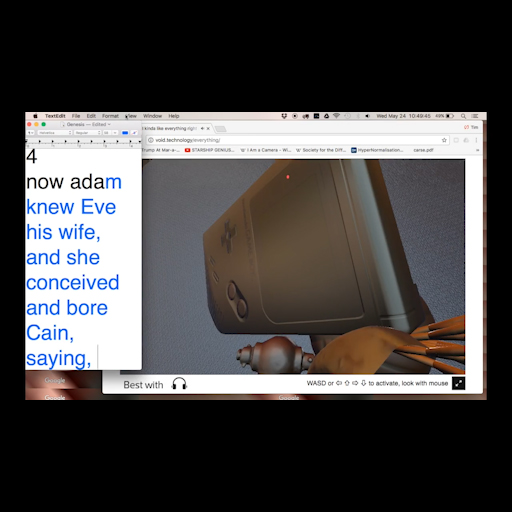 TextEdit File Edit Format View Window Help
Wed May 24 10:49:45
Genesis — Edited
kinda like everything righ
void.technology/everything/
Trump At Mar-a-... STARSHIP GENIUS... I Am a Camera - Wi... Society for the Diff... HyperNormalisation...
4
now adam
knew Eve
his wife,
and she
conceived
and bore
Cain,
saying,
Best with
WASD or to activate, look with mouse
Google
Google